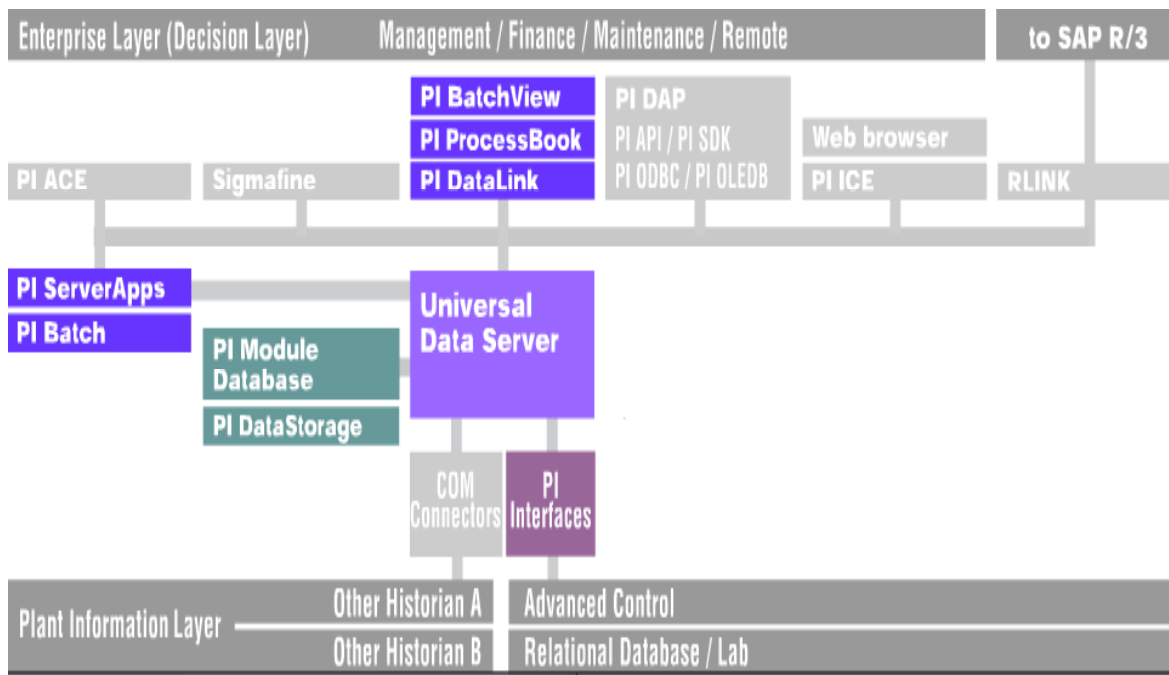 Enterprise Layer (Decision Layer) Management / Finance / Maintenance / Remote to SAP R/3
PI BatchView
PI ProcessBook
PI DataLink
PI DAP
PI API / PI SDK
PI ODBC / PI OLEDB
Web browser
PI ICE
PI ACE
Sigmafine
RLINK
PI ServerApps
PI Batch
Universal
Data Server
PI Module
Database
PI DataStorage
COM
Connectors
PI
Interfaces
Plant Information Layer
Other Historian A
Other Historian B
Advanced Control
Relational Database / Lab